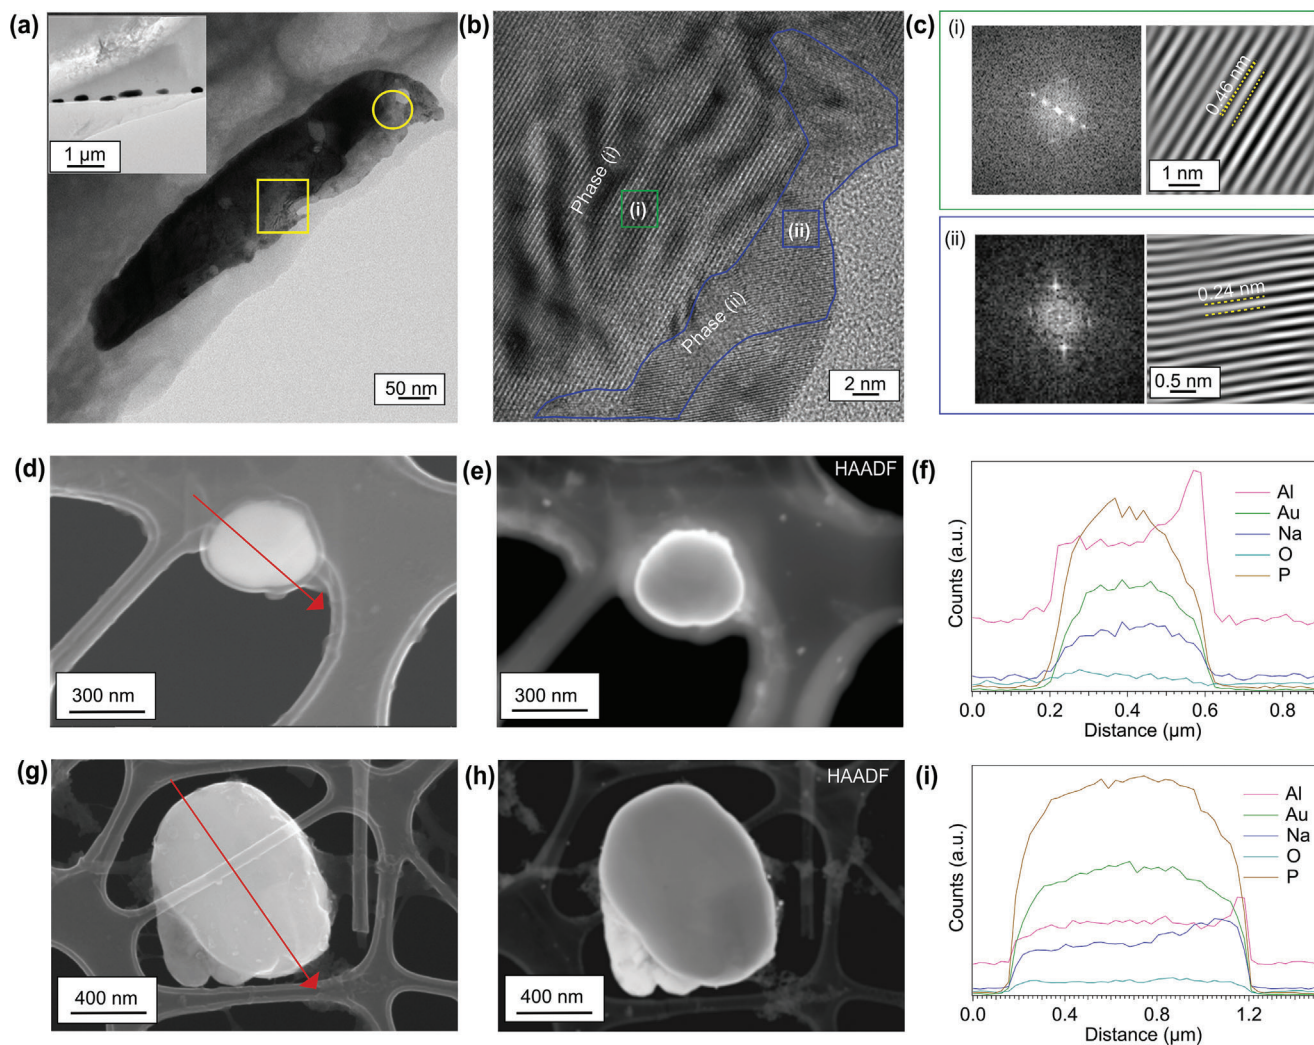 (a)
1 µm
50 nm
(b)
Phase (i)
(i)
(ii)
Phase (ii)
2 nm
(c)
(i)
0.46 nm
1 nm
(ii)
0.24 nm
0.5 nm
(d)
300 nm
(e)
HAADF
300 nm
(f)
Counts (a.u.)
Al
Au
Na
O
P
0.0 0.2 0.4 0.6 0.8
Distance (µm)
(g)
400 nm
(h)
HAADF
400 nm
(i)
Counts (a.u.)
Al
Au
Na
O
P
0.0 0.4 0.8 1.2
Distance (µm)